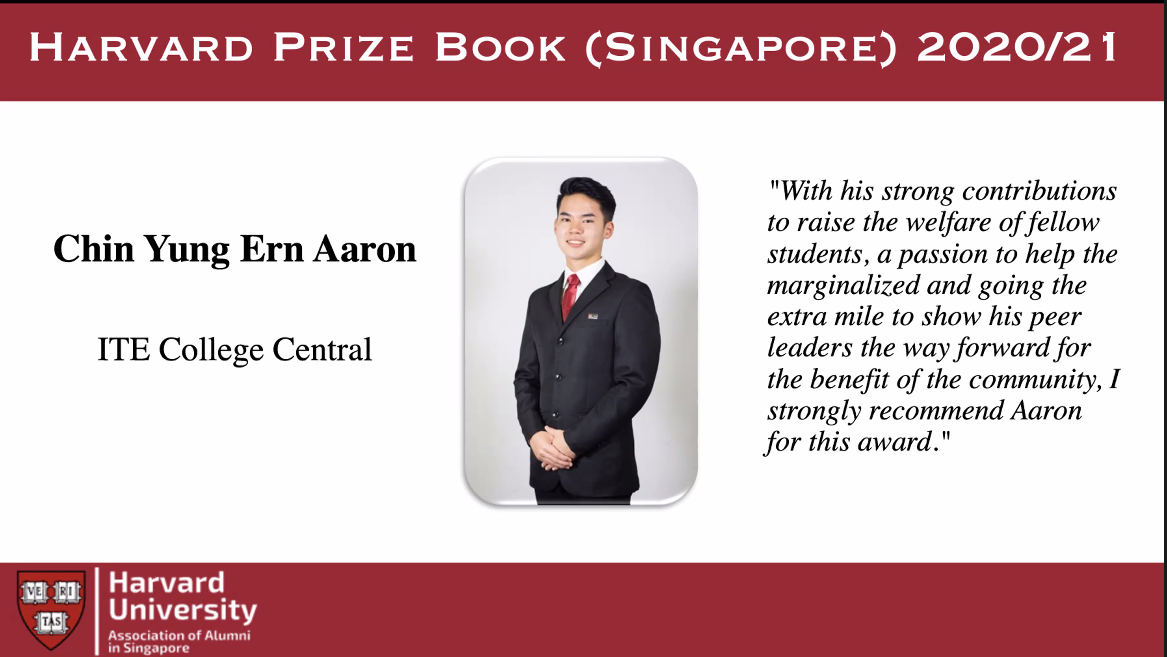 HARVARD PRIZE BOOK (SINGAPORE) 2020/21
Chin Yung Ern Aaron
ITE College Central
"With his strong contributions
to raise the welfare of fellow
students, a passion to help the
marginalized and going the
extra mile to show his peer
leaders the way forward for
the benefit of the community, I
strongly recommend Aaron
for this award."
VE RI
TAS
Harvard
University
Association of Alumni
in Singapore